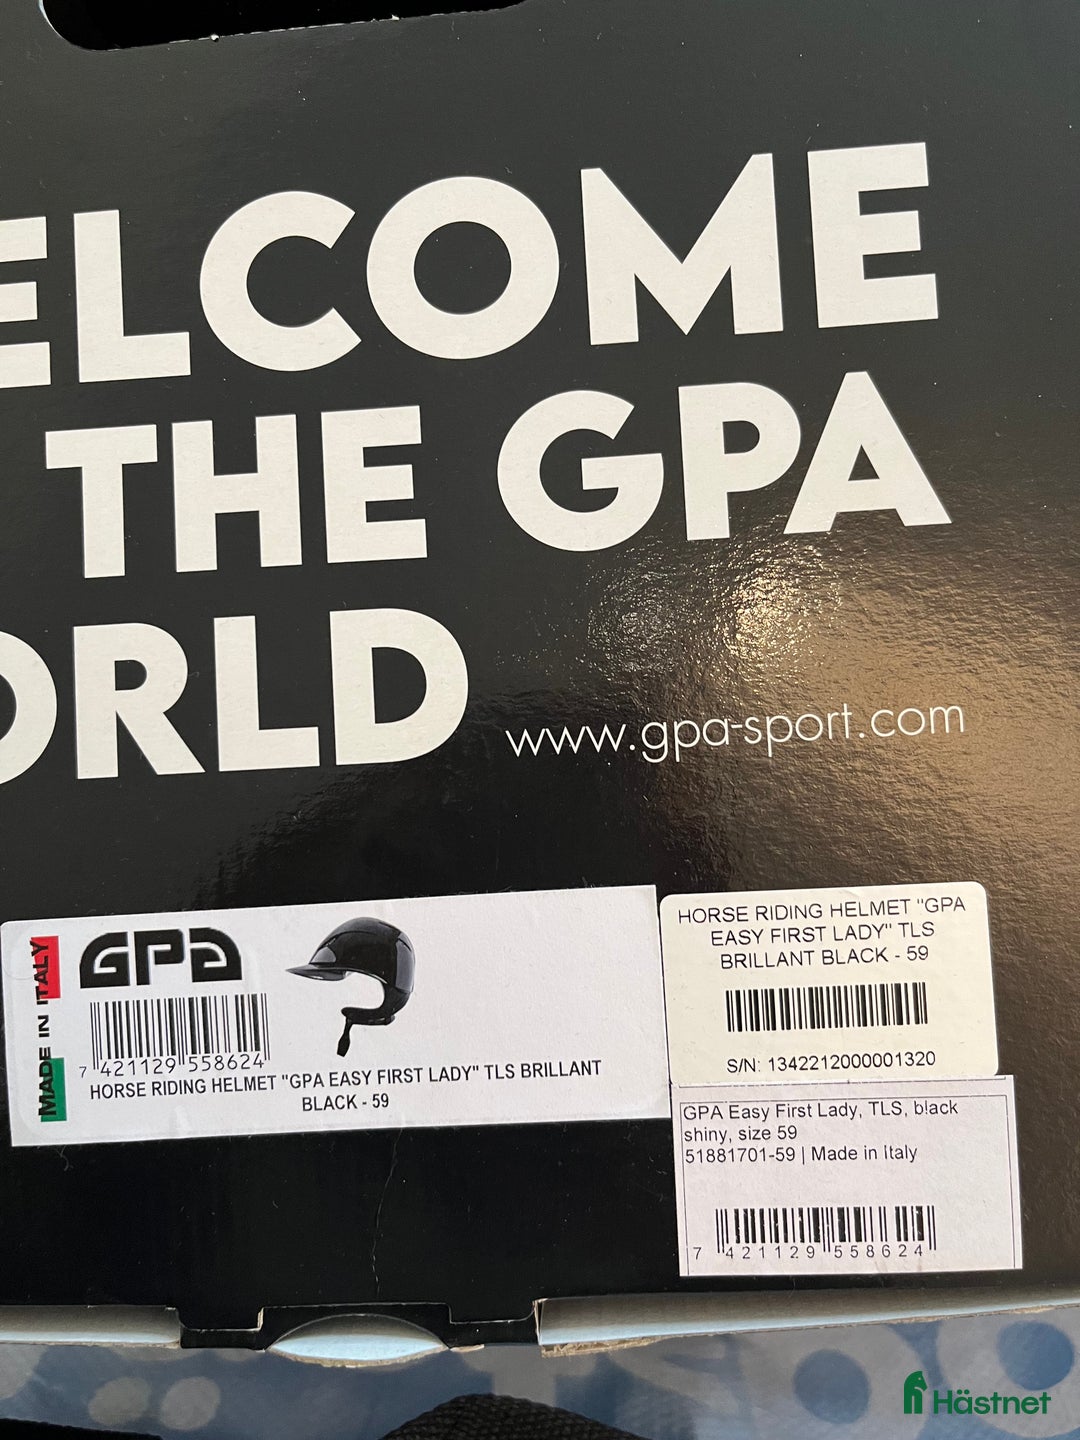 ELCOME
THE GPA
ORLD
www.gpa-sport.com
MADE IN ITALY
GPA
7 421129 558624
HORSE RIDING HELMET "GPA EASY FIRST LADY" TLS BRILLANT
BLACK - 59
HORSE RIDING HELMET "GPA
EASY FIRST LADY" TLS
BRILLANT BLACK - 59
S/N: 1342212000001320
GPA Easy First Lady, TLS, black
shiny, size 59
51881701-59 | Made in Italy
7 421129 558624
Hästnet